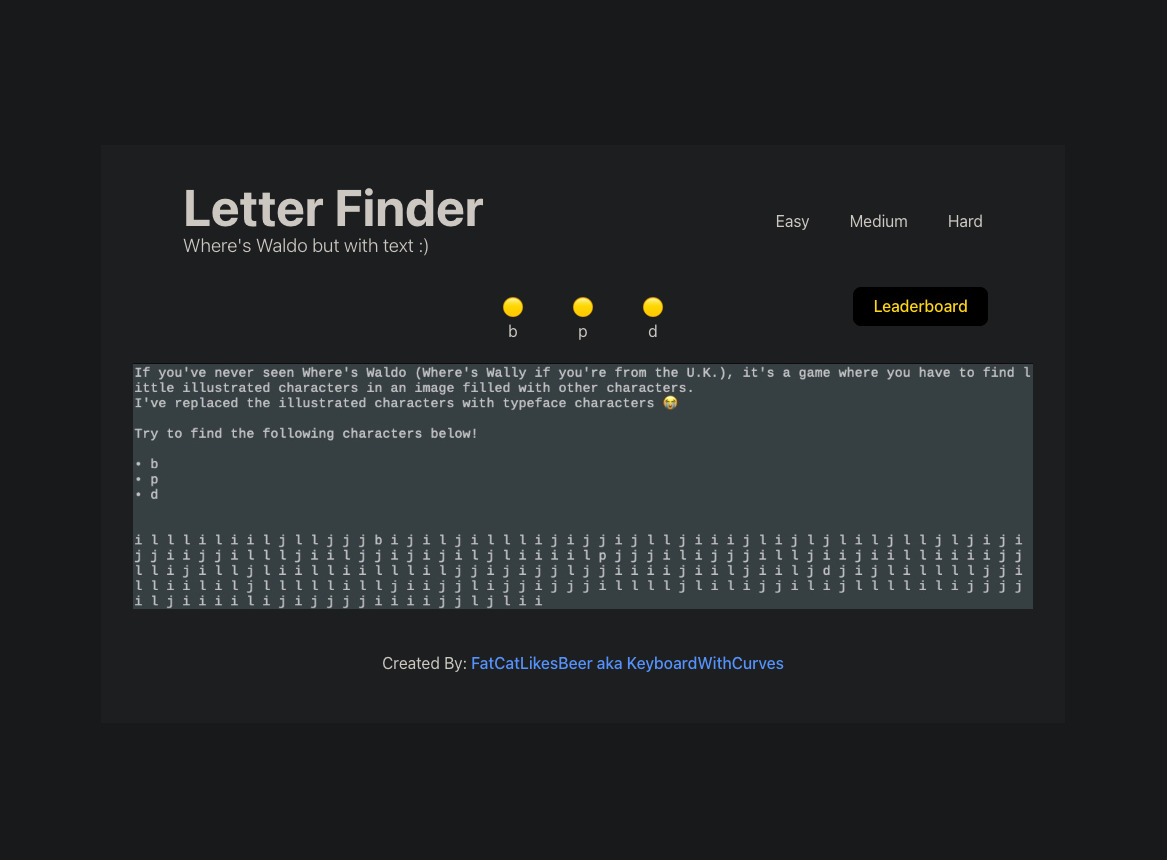 Letter Finder
Where's Waldo but with text :)
Easy Medium Hard
Leaderboard
b p d
If you've never seen Where's Waldo (Where's Wally if you're from the U.K.), it's a game where you have to find l
ittle illustrated characters in an image filled with other characters.
I've replaced the illustrated characters with typeface characters 😭
Try to find the following characters below!
• b
• p
• d
i l l l i l i i l j l l j j j b i j i l j i l l l i j i j j i j l l j i i i j l i j l j l i l j l l j l j i j i
j j i i j j i l l l j i i l j j i j i j i l j l i i i i l p j j j i l i j j j i l l j i i j i i l l i i i i j j
l l i j i l l j l i i l l i i l l l i l j j i j i j j l j j i i i i j i i l j i i l j d j i j l i l l l l j j i
l l i i l i l j l l l l l i l l j i i j j l i j j i j j j i l l l l j l i l i j j i l i j l l l l i l i j j j j
i l j i i i i l i j i j j j j i i i i j j l j l i i
Created By: FatCatLikesBeer aka KeyboardWithCurves